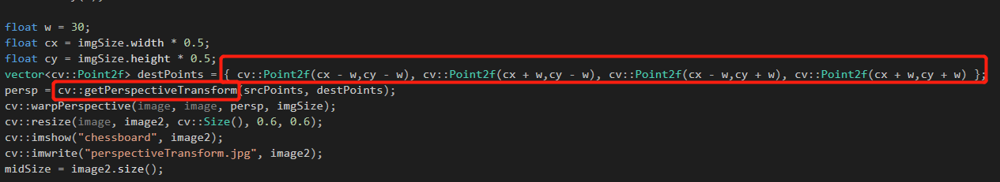 float w = 30;
float cx = imgSize.width * 0.5;
float cy = imgSize.height * 0.5;
vector<cv::Point2f> destPoints = { cv::Point2f(cx - w,cy - w), cv::Point2f(cx + w,cy - w), cv::Point2f(cx - w,cy + w), cv::Point2f(cx + w,cy + w) };
persp = cv::getPerspectiveTransform(srcPoints, destPoints);
cv::warpPerspective(image, image, persp, imgSize);
cv::resize(image, image2, cv::Size(), 0.6, 0.6);
cv::imshow("chessboard", image2);
cv::imwrite("perspectiveTransform.jpg", image2);
midSize = image2.size();